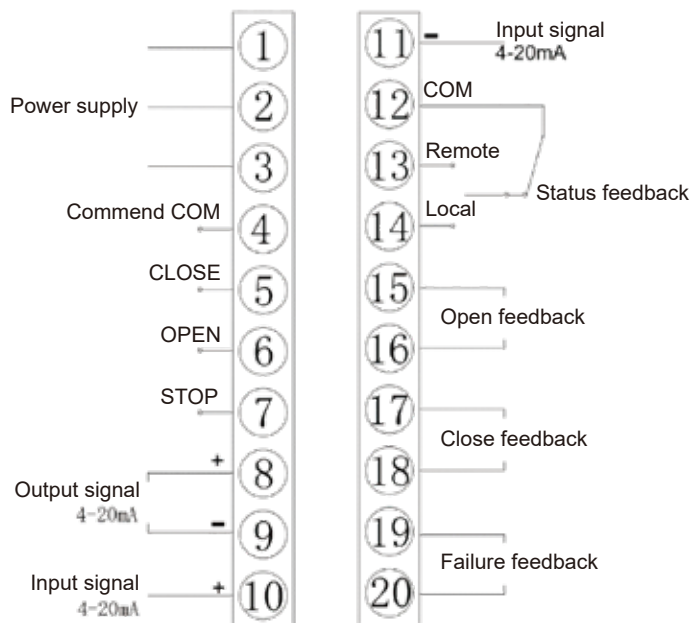 1
Power supply
2
3
Commend COM
4
CLOSE
5
OPEN
6
STOP
7
+
8
Output signal
4-20mA
-
9
Input signal
4-20mA
+
10
-
11
Input signal
4-20mA
COM
12
Remote
13
Status feedback
Local
14
15
Open feedback
16
17
Close feedback
18
19
Failure feedback
20